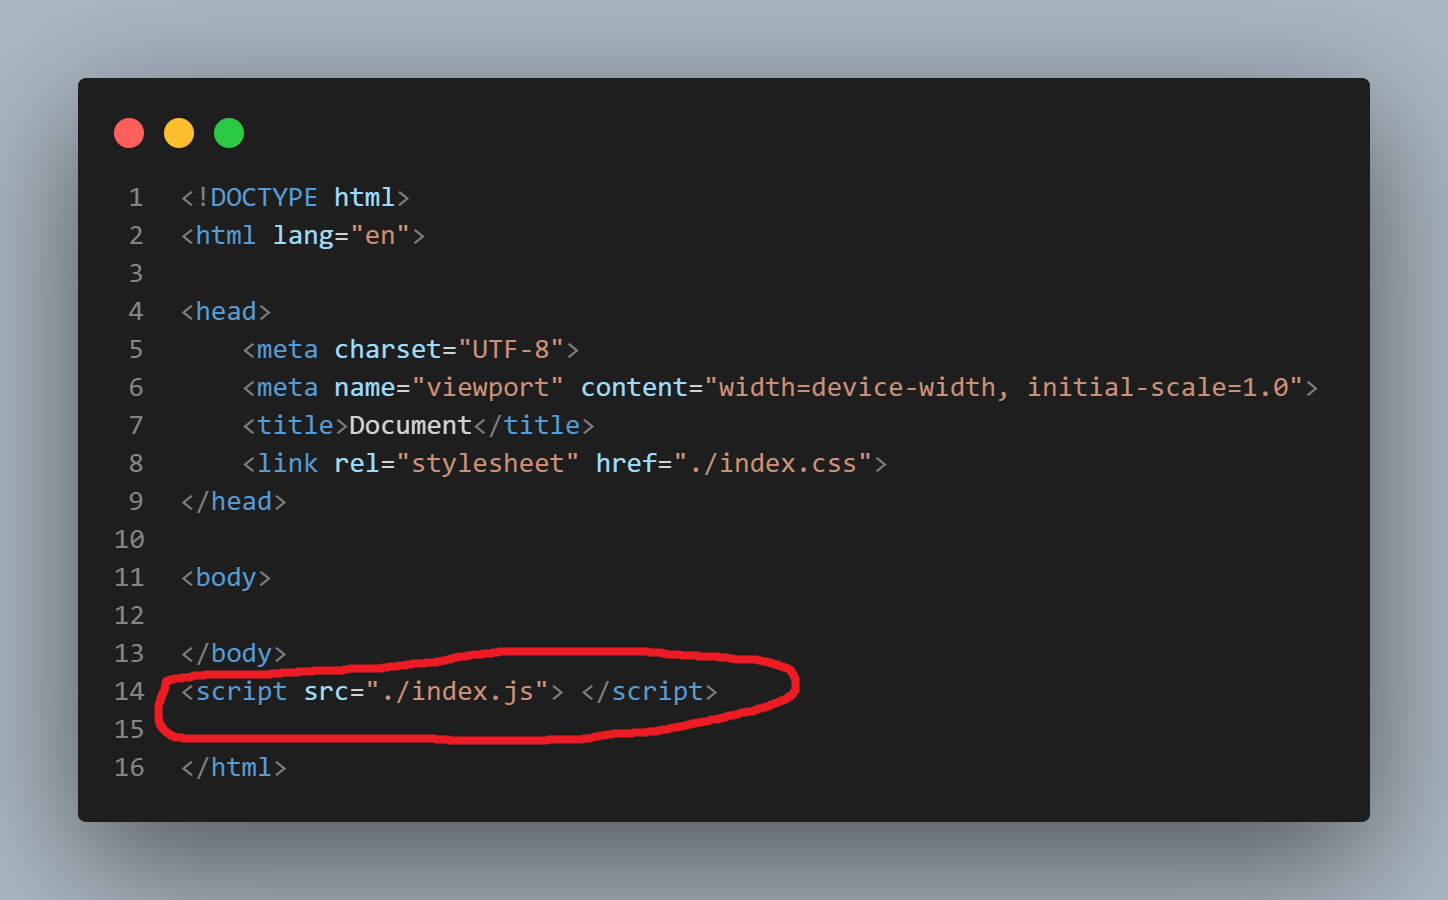 1 <!DOCTYPE html>
2 <html lang="en">
3
4 <head>
5     <meta charset="UTF-8">
6     <meta name="viewport" content="width=device-width, initial-scale=1.0">
7     <title>Document</title>
8     <link rel="stylesheet" href="./index.css">
9 </head>
10
11 <body>
12
13 </body>
14 <script src="./index.js"> </script>
15
16 </html>